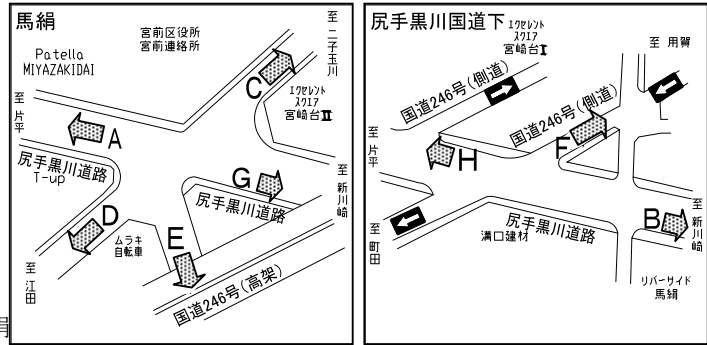 馬絹
Patella
MIYAZAKIDAI
宮前区役所
宮前連絡所
至二子玉川
エクセレント
スクエア
宮崎台Ⅱ
C
至片平
A
尻手黒川道路
T-up
G
至新川崎
尻手黒川道路
D
ムラキ
自転車
E
至江田
国道246号(高架)
尻手黒川国道下
エクセレント
スクエア
宮崎台Ⅰ
至用賀
国道246号(側道)
国道246号(側道)
至片平
H
F
至新川崎
B
尻手黒川道路
溝口建材
至町田
リバーサイド
馬絹
絹